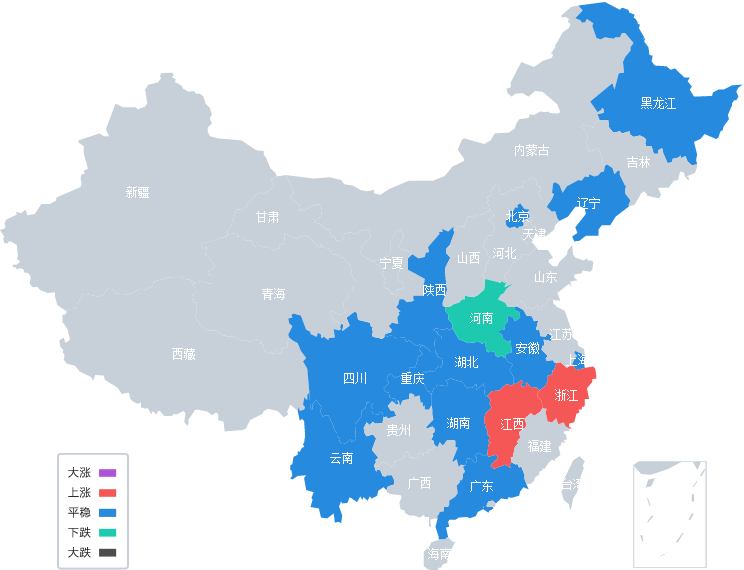 黑龙江
内蒙古
吉林
新疆
辽宁
甘肃
北京
天津
河北
山西
宁夏
山东
陕西
青海
河南
江苏
安徽
西藏
湖北
上海
四川
重庆
浙江
湖南
江西
贵州
福建
云南
广西
广东
台湾
海南
大涨
上涨
平稳
下跌
大跌